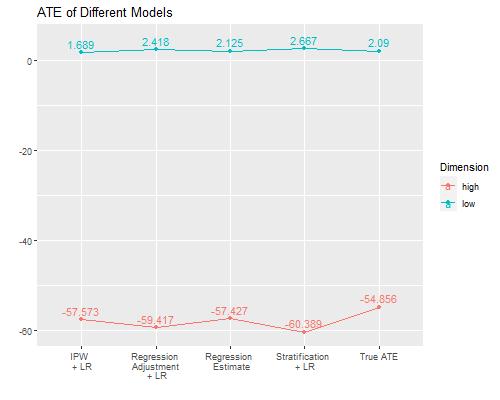 ATE of Different Models
1.689
2.418
2.125
2.667
2.09
0
-20
-40
-60
-57.573
-59.417
-57.427
-60.389
-54.856
IPW
+ LR
Regression
Adjustment
+ LR
Regression
Estimate
Stratification
+ LR
True ATE
Dimension
a high
a low